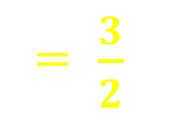 = 3/2